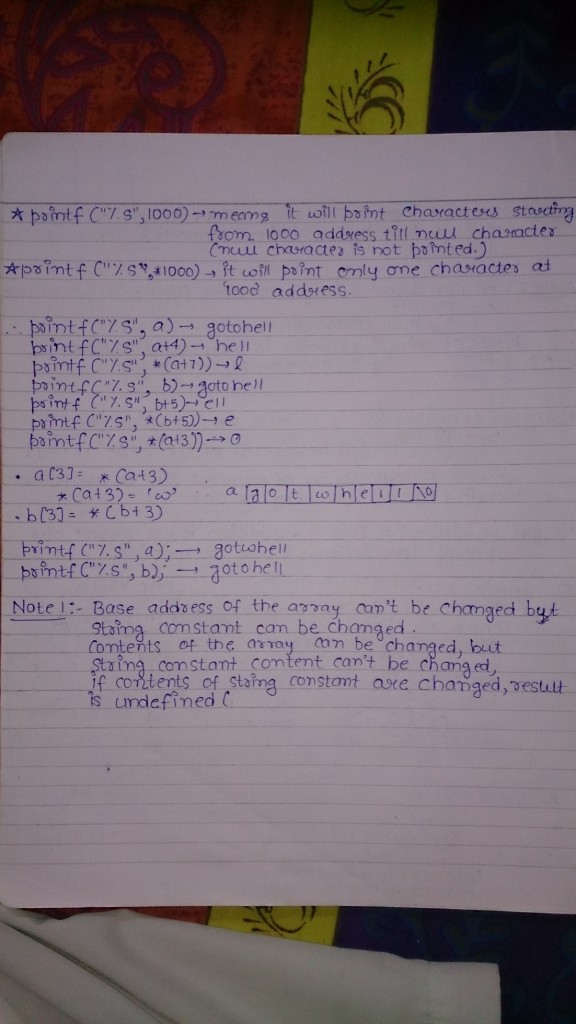 * printf ("%s", 1000) → means it will print characters starting
from 1000 address till null character
(null character is not printed.)
* printf ("%s", *1000) → it will print only one character at
1000 address.
∴ printf("%s", a) → gotohell
printf("%s", a+4) → hell
printf("%s", *(a+7)) → l
printf("%s", b) → gotohell
printf ("%s", b+5) → ell
printf ("%s", *(b+5)) → e
printf("%s", *(a+3)) → o
• a[3] = *(a+3)
*(a+3) = 'w' ∴ a g o t w h e l l \0
• b[3] = *(b+3)
printf ("%s", a); → gotwhell
printf ("%s", b); → gotohell
Note 1:- Base address of the array can't be changed but
string constant can be changed.
Contents of the array can be changed, but
string constant content can't be changed,
if contents of string constant are changed, result
is undefined (